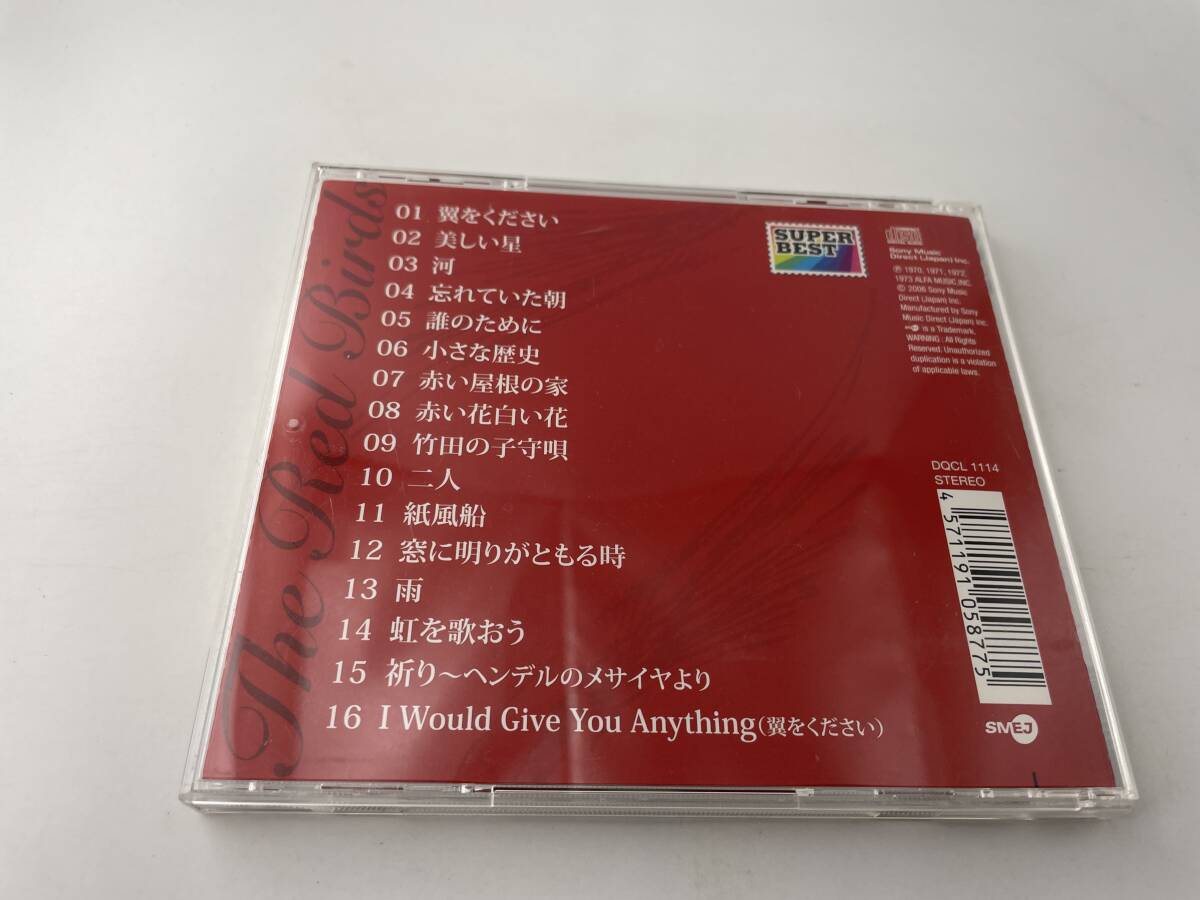 The Red Birds
01 翼をください
02 美しい星
03 河
04 忘れていた朝
05 誰のために
06 小さな歴史
07 赤い屋根の家
08 赤い花白い花
09 竹田の子守唄
10 二人
11 紙風船
12 窓に明りがともる時
13 雨
14 虹を歌おう
15 祈り～ヘンデルのメサイヤより
16 I Would Give You Anything(翼をください)
SUPER
BEST
Sony Music
Direct (Japan) Inc.
℗ 1970, 1971, 1972,
1973 ALFA MUSIC,INC.
© 2006 Sony Music
Direct (Japan) Inc.
Manufactured by Sony
Music Direct (Japan) Inc.
is a Trademark.
WARNING : All Rights
Reserved. Unauthorized
duplication is a violation
of applicable laws.
DQCL 1114
STEREO
4 571191 058775
SMEJ